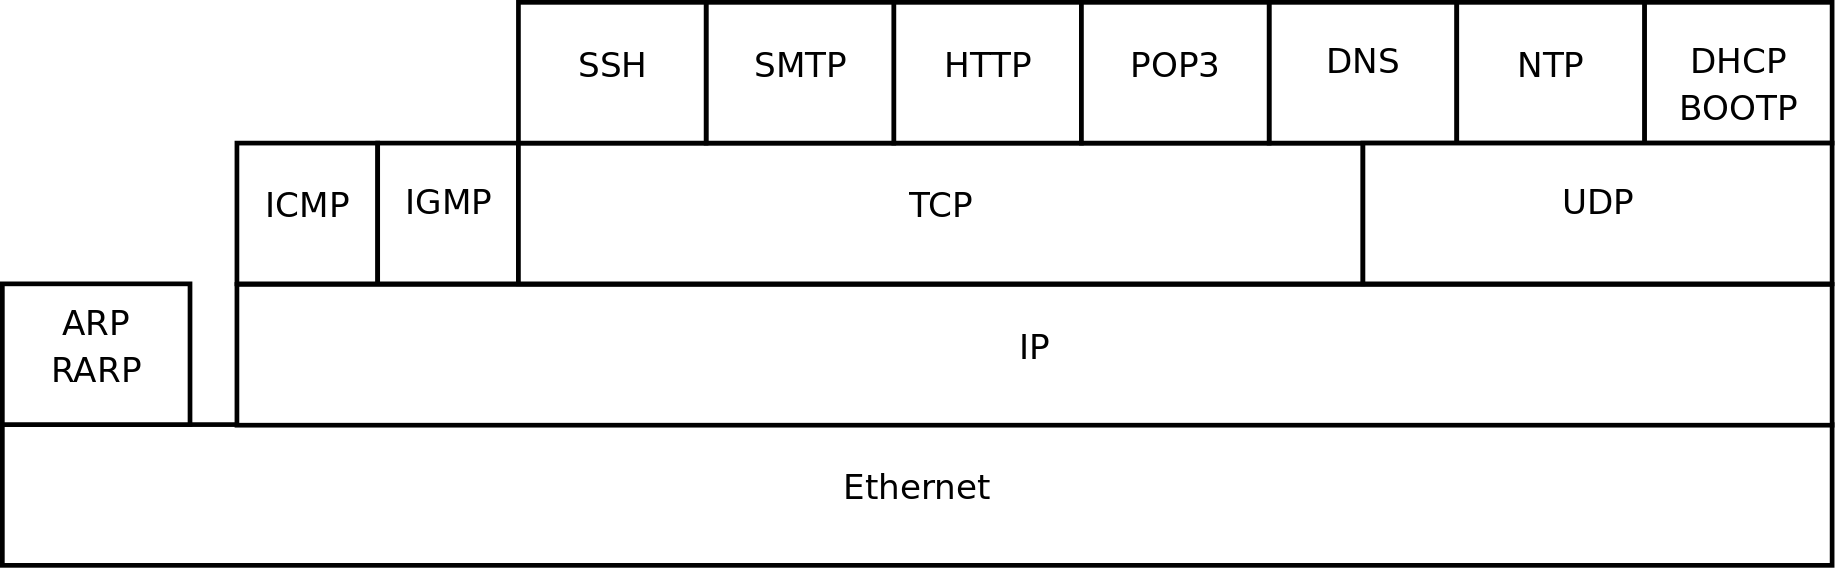 SSH
SMTP
HTTP
POP3
DNS
NTP
DHCP
BOOTP
ICMP
IGMP
TCP
UDP
ARP
RARP
IP
Ethernet